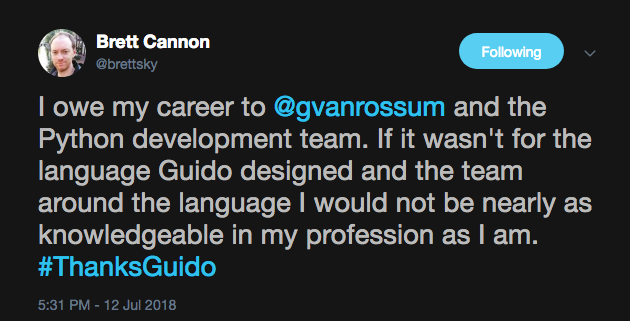 Brett Cannon
@brettsky
Following
I owe my career to @gvanrossum and the
Python development team. If it wasn't for the
language Guido designed and the team
around the language I would not be nearly as
knowledgeable in my profession as I am.
#ThanksGuido
5:31 PM - 12 Jul 2018